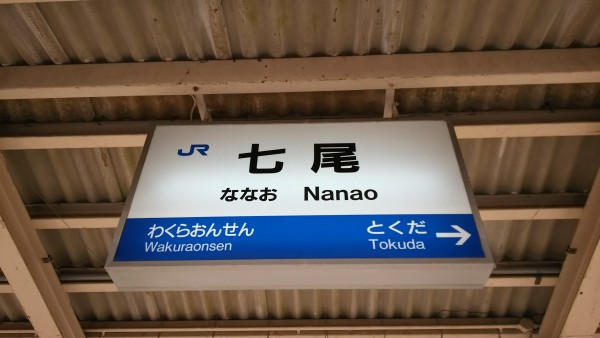 JR 七尾
ななお Nanao
わくらおんせん とくだ →
Wakuraonsen Tokuda